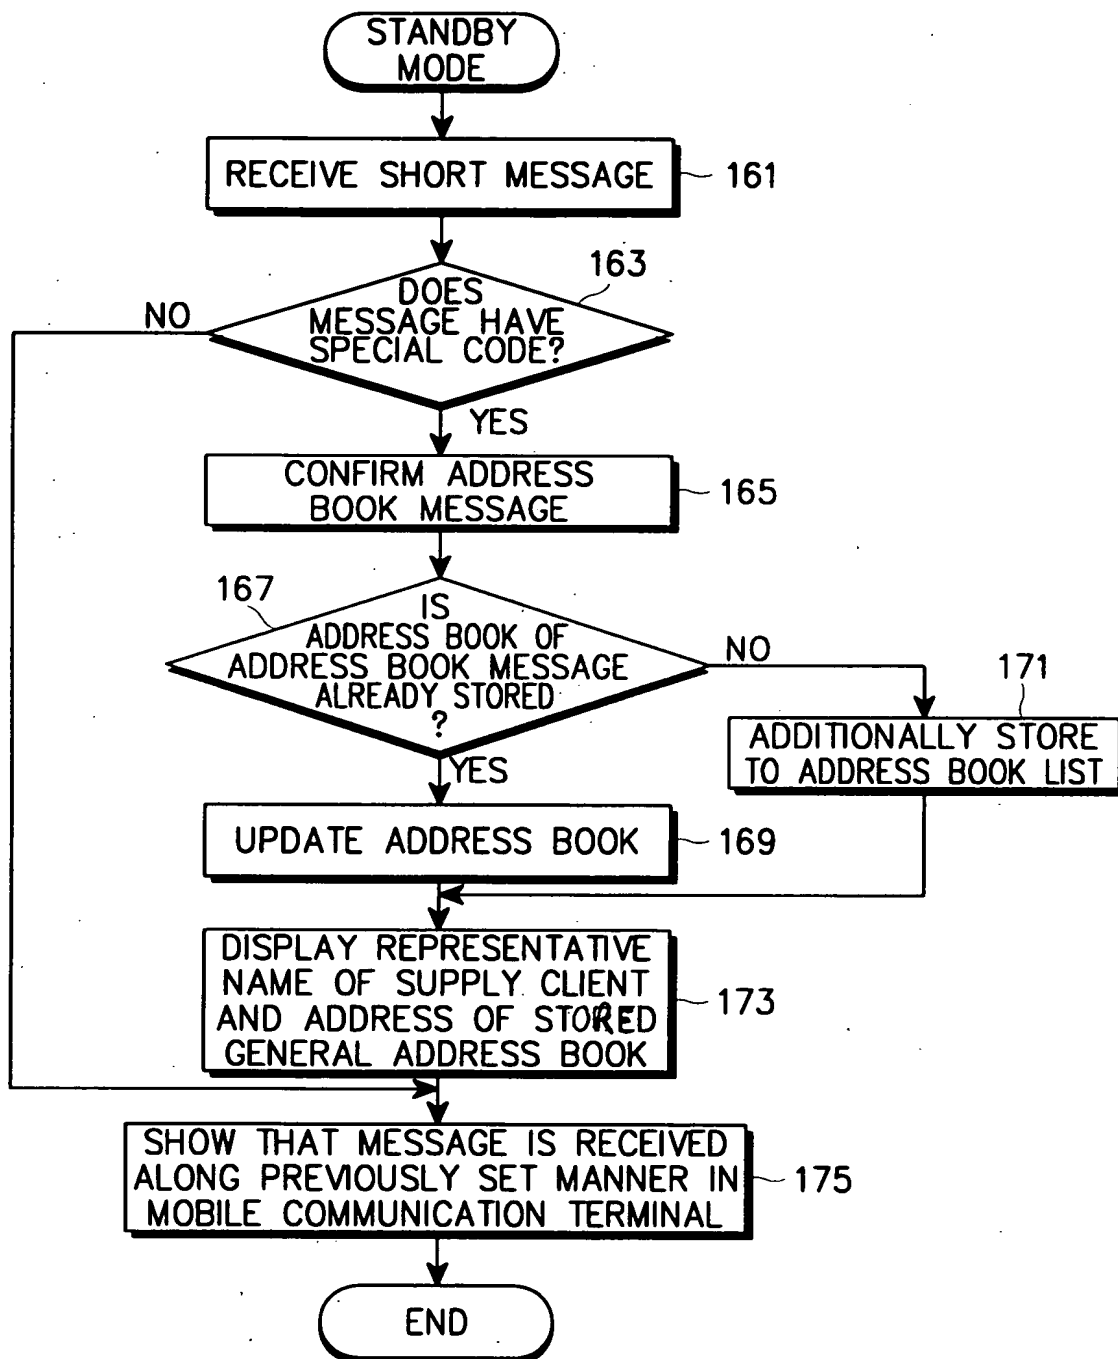 STANDBY
MODE
RECEIVE SHORT MESSAGE
161
163
DOES
MESSAGE HAVE
SPECIAL CODE?
NO
YES
CONFIRM ADDRESS
BOOK MESSAGE
165
167
IS
ADDRESS BOOK OF
ADDRESS BOOK MESSAGE
ALREADY STORED
?
NO
171
ADDITIONALLY STORE
TO ADDRESS BOOK LIST
YES
UPDATE ADDRESS BOOK
169
DISPLAY REPRESENTATIVE
NAME OF SUPPLY CLIENT
AND ADDRESS OF STORED
GENERAL ADDRESS BOOK
173
SHOW THAT MESSAGE IS RECEIVED
ALONG PREVIOUSLY SET MANNER IN
MOBILE COMMUNICATION TERMINAL
175
END